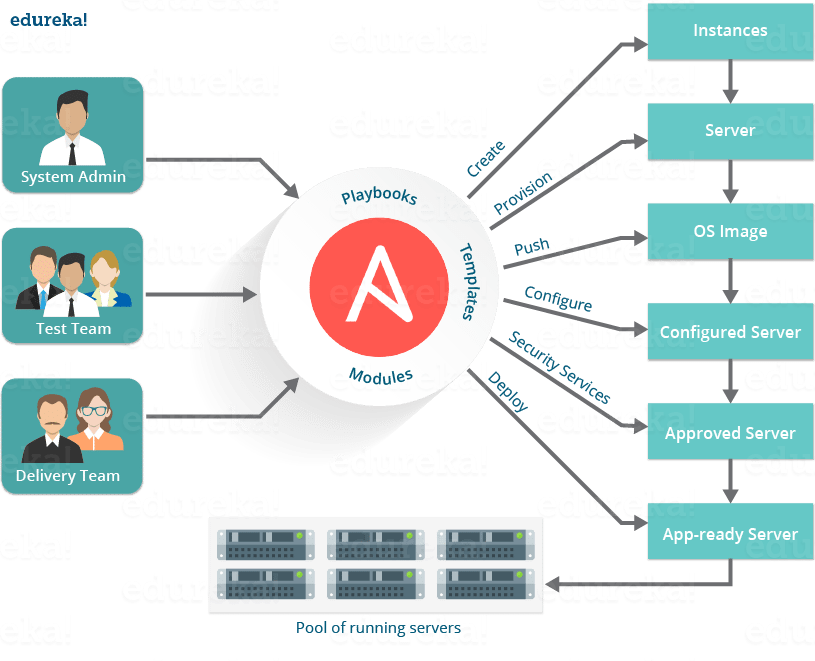 edureka!
Instances
Server
OS Image
Configured Server
Approved Server
App-ready Server
System Admin
Test Team
Delivery Team
Playbooks
Templates
Modules
Create
Provision
Push
Configure
Security Services
Deploy
Pool of running servers